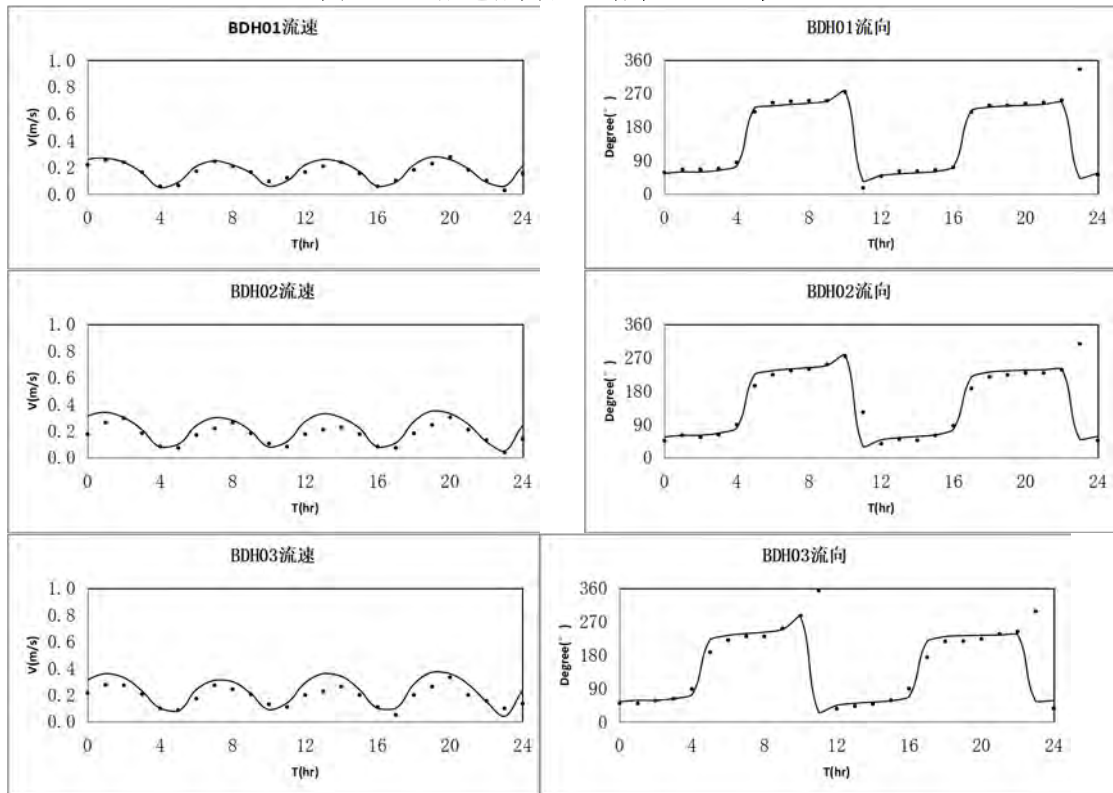 BDH01流速
1.0
0.8
0.6
0.4
0.2
0.0
V(m/s)
0 4 8 12 16 20 24
T(hr)
BDH01流向
360
270
180
90
0
Degree(°)
0 4 8 12 16 20 24
T(hr)
BDH02流速
1.0
0.8
0.6
0.4
0.2
0.0
V(m/s)
0 4 8 12 16 20 24
T(hr)
BDH02流向
360
270
180
90
0
Degree(°)
0 4 8 12 16 20 24
T(hr)
BDH03流速
1.0
0.8
0.6
0.4
0.2
0.0
V(m/s)
0 4 8 12 16 20 24
T(hr)
BDH03流向
360
270
180
90
0
Degree(°)
0 4 8 12 16 20 24
T(hr)